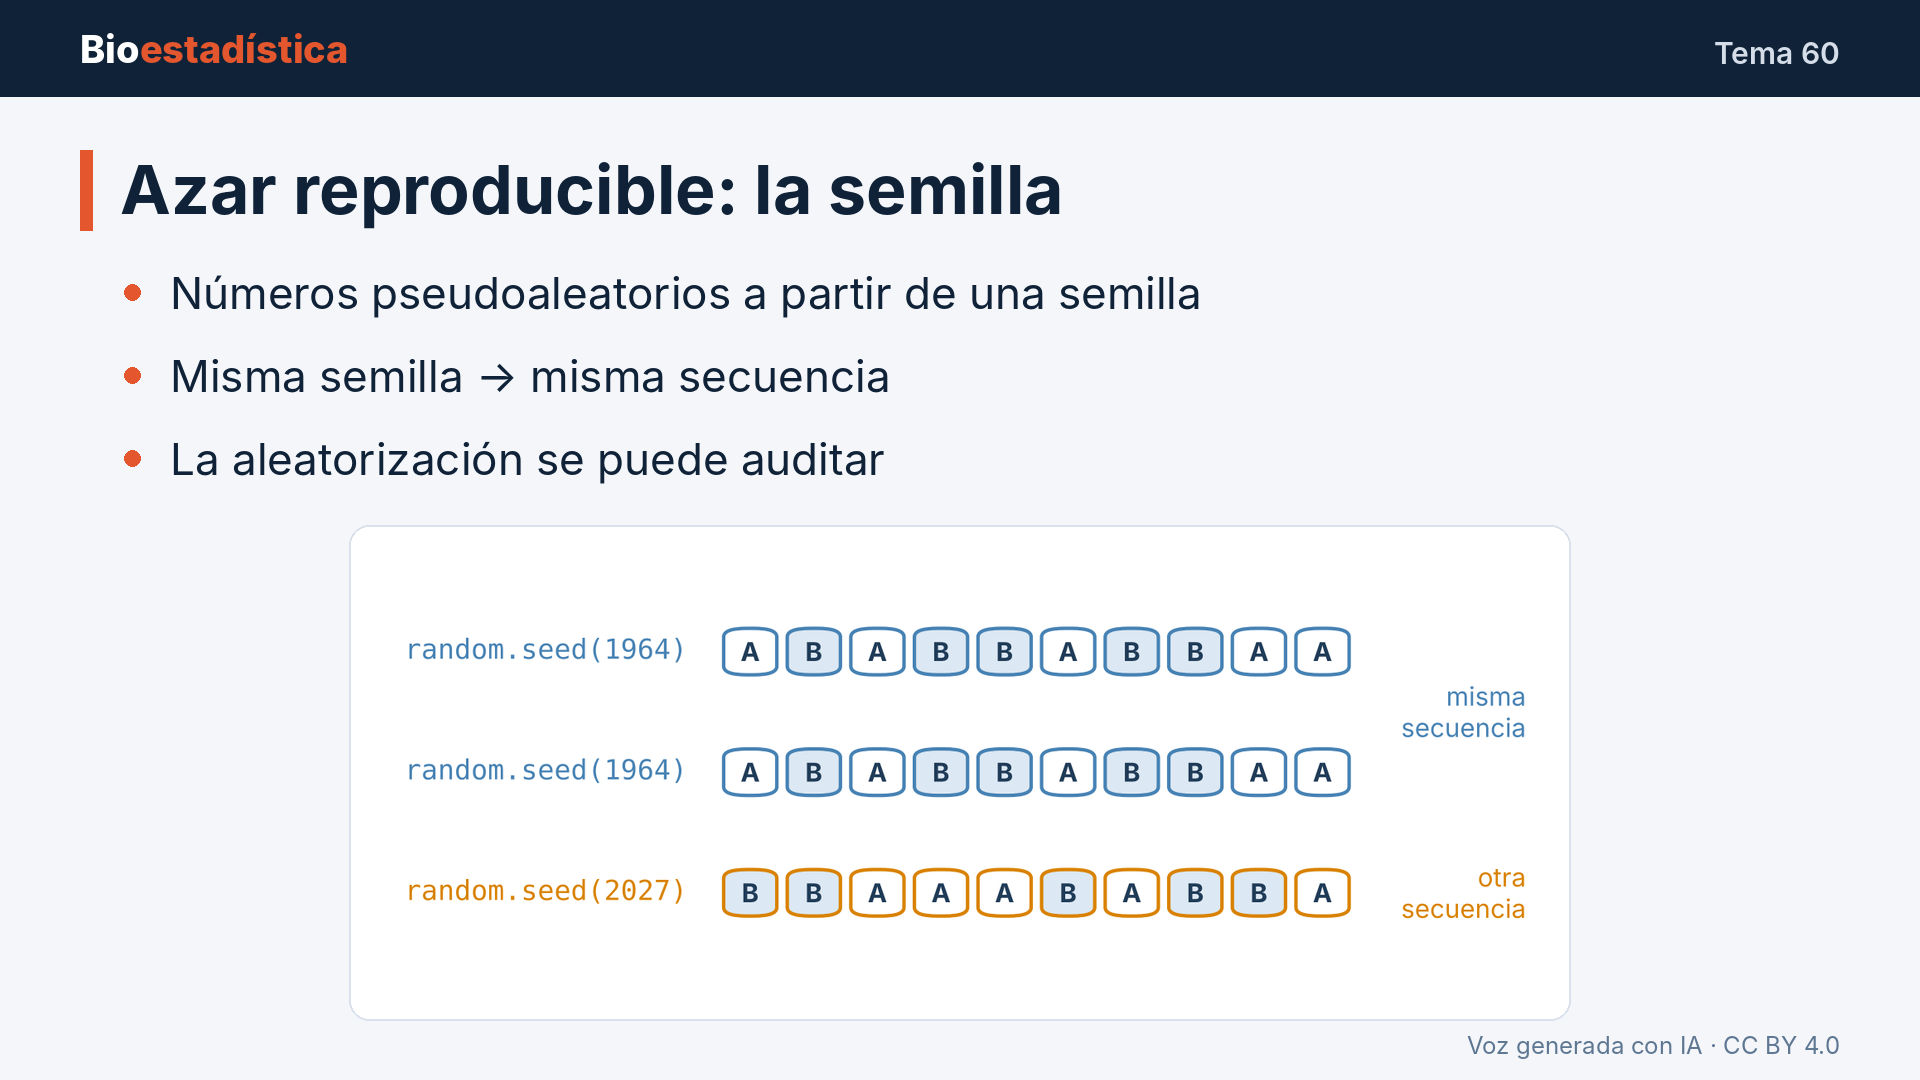 Bioestadística
Tema 60
Azar reproducible: la semilla
• Números pseudoaleatorios a partir de una semilla
• Misma semilla → misma secuencia
• La aleatorización se puede auditar
random.seed(1964) A B A B B A B B A A
misma
secuencia
random.seed(1964) A B A B B A B B A A
random.seed(2027) B B A A A B A B B A
otra
secuencia
Voz generada con IA · CC BY 4.0